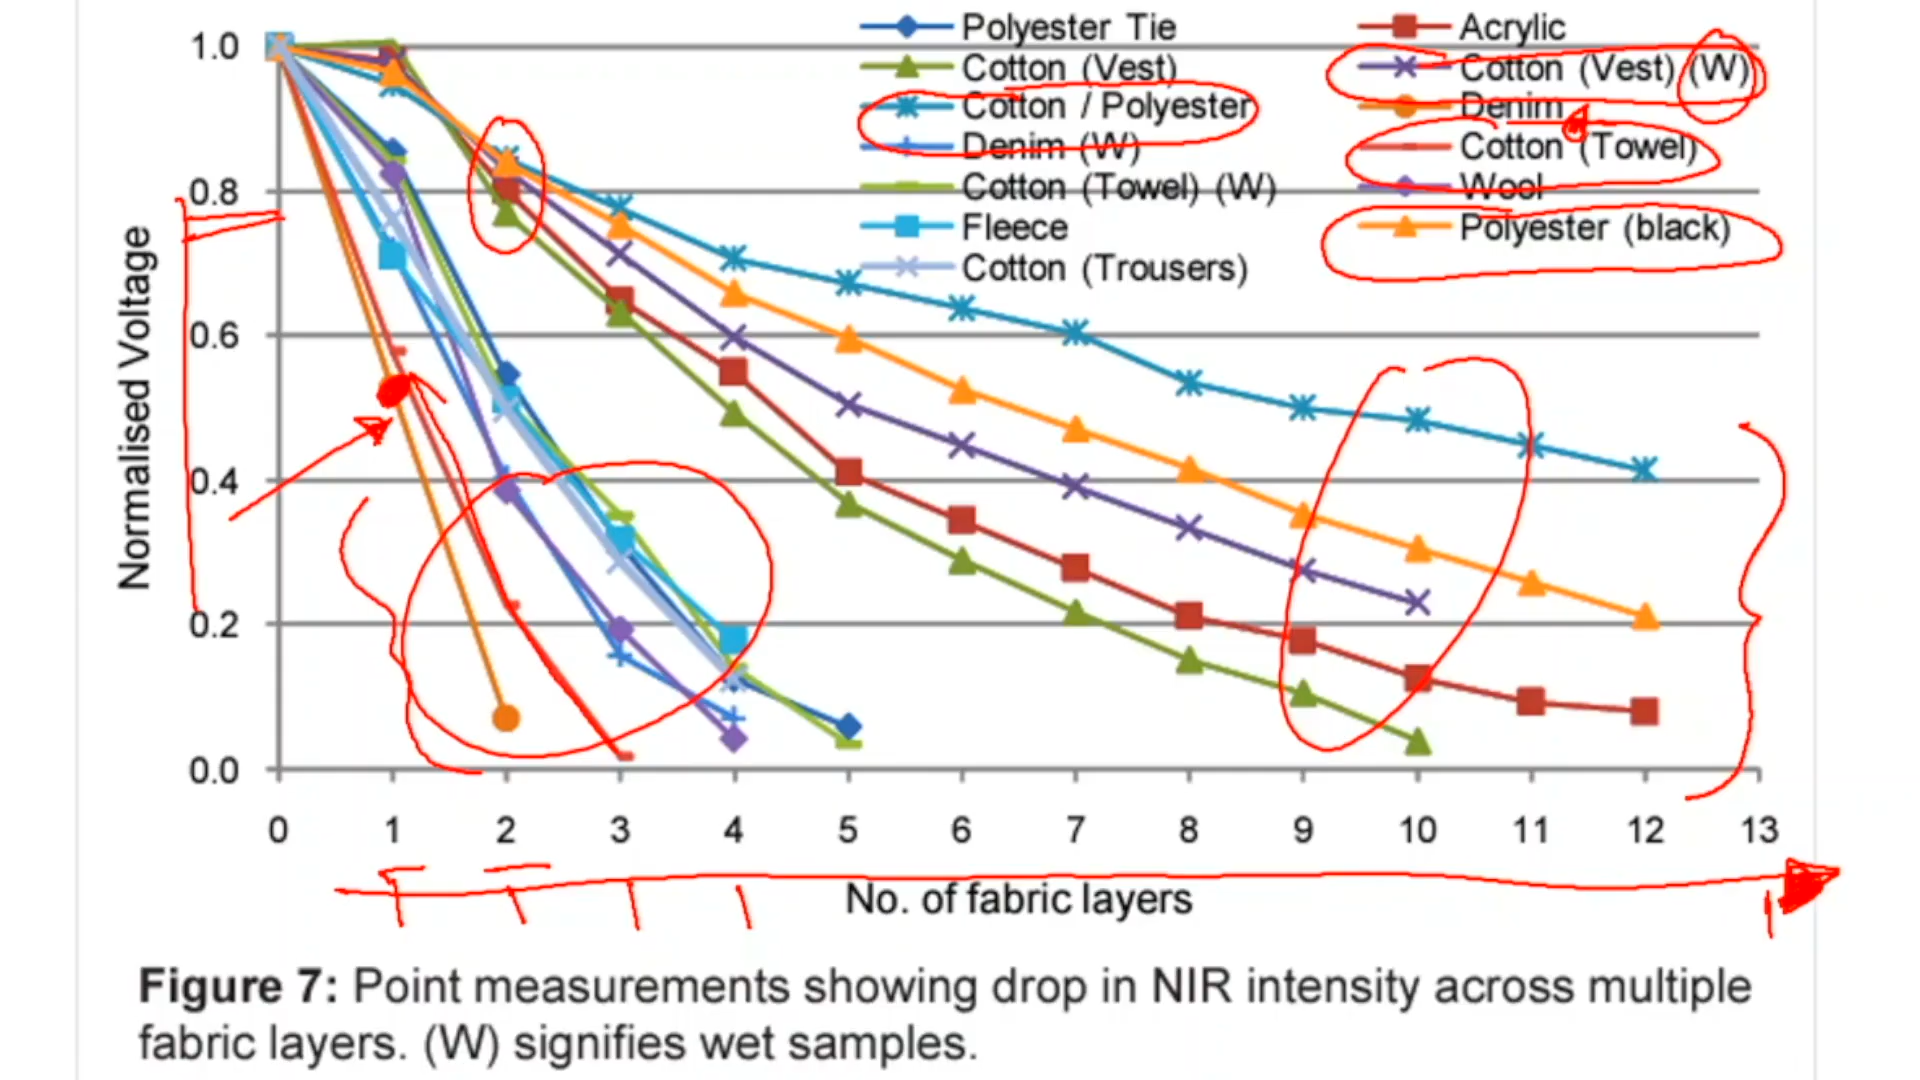 Polyester Tie
Acrylic
Cotton (Vest)
Cotton (Vest) (W)
Cotton / Polyester
Denim
Denim (W)
Cotton (Towel)
Cotton (Towel) (W)
Wool
Fleece
Polyester (black)
Cotton (Trousers)
Normalised Voltage
1.0
0.8
0.6
0.4
0.2
0.0
0 1 2 3 4 5 6 7 8 9 10 11 12 13
No. of fabric layers
Figure 7: Point measurements showing drop in NIR intensity across multiple
fabric layers. (W) signifies wet samples.